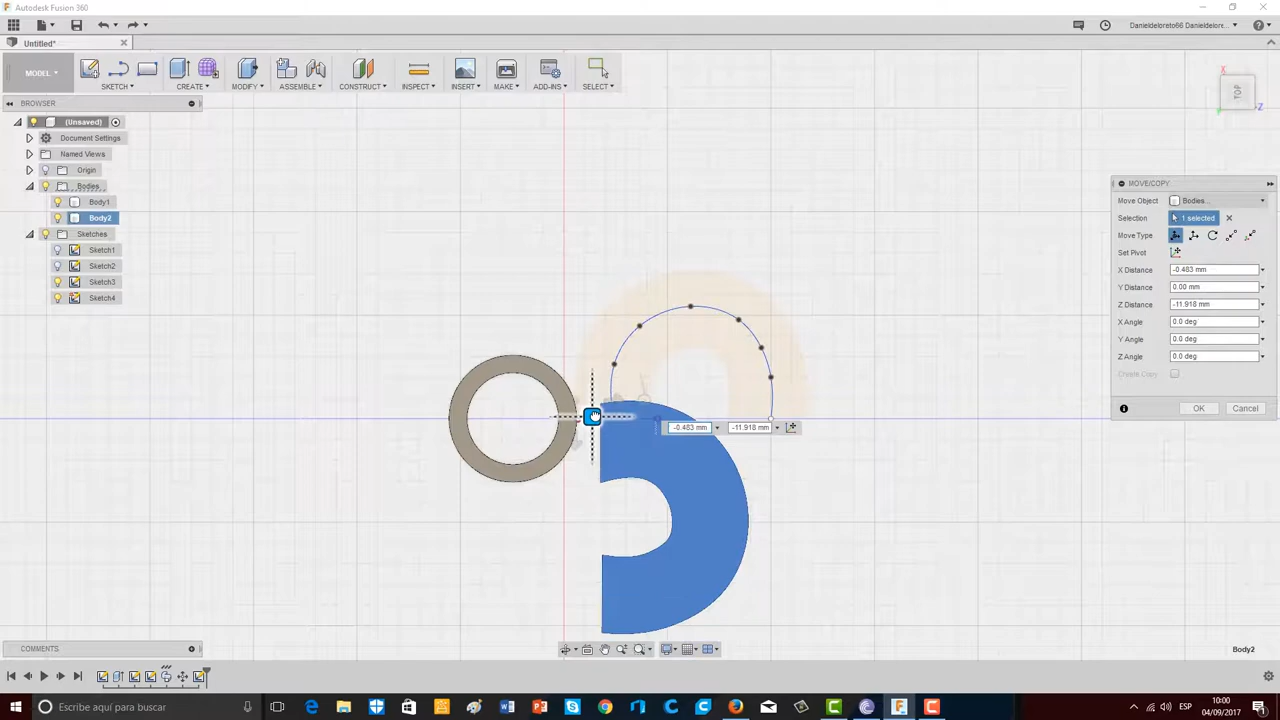 Autodesk Fusion 360
Danieldeloreto66 Danieldelore...
Untitled*
MODEL
SKETCH
CREATE
MODIFY
ASSEMBLE
CONSTRUCT
INSPECT
INSERT
MAKE
ADD-INS
SELECT
BROWSER
(Unsaved)
Document Settings
Named Views
Origin
Bodies
Body1
Body2
Sketches
Sketch1
Sketch2
Sketch3
Sketch4
X
TOP
Z
Y
MOVE/COPY
Move Object Bodies...
Selection 1 selected
Move Type
Set Pivot
X Distance -0.483 mm
Y Distance 0.00 mm
Z Distance -11.918 mm
X Angle 0.0 deg
Y Angle 0.0 deg
Z Angle 0.0 deg
Create Copy
OK Cancel
-0.483 mm -11.918 mm
COMMENTS
Body2
Escribe aquí para buscar
ESP
10:00
04/09/2017